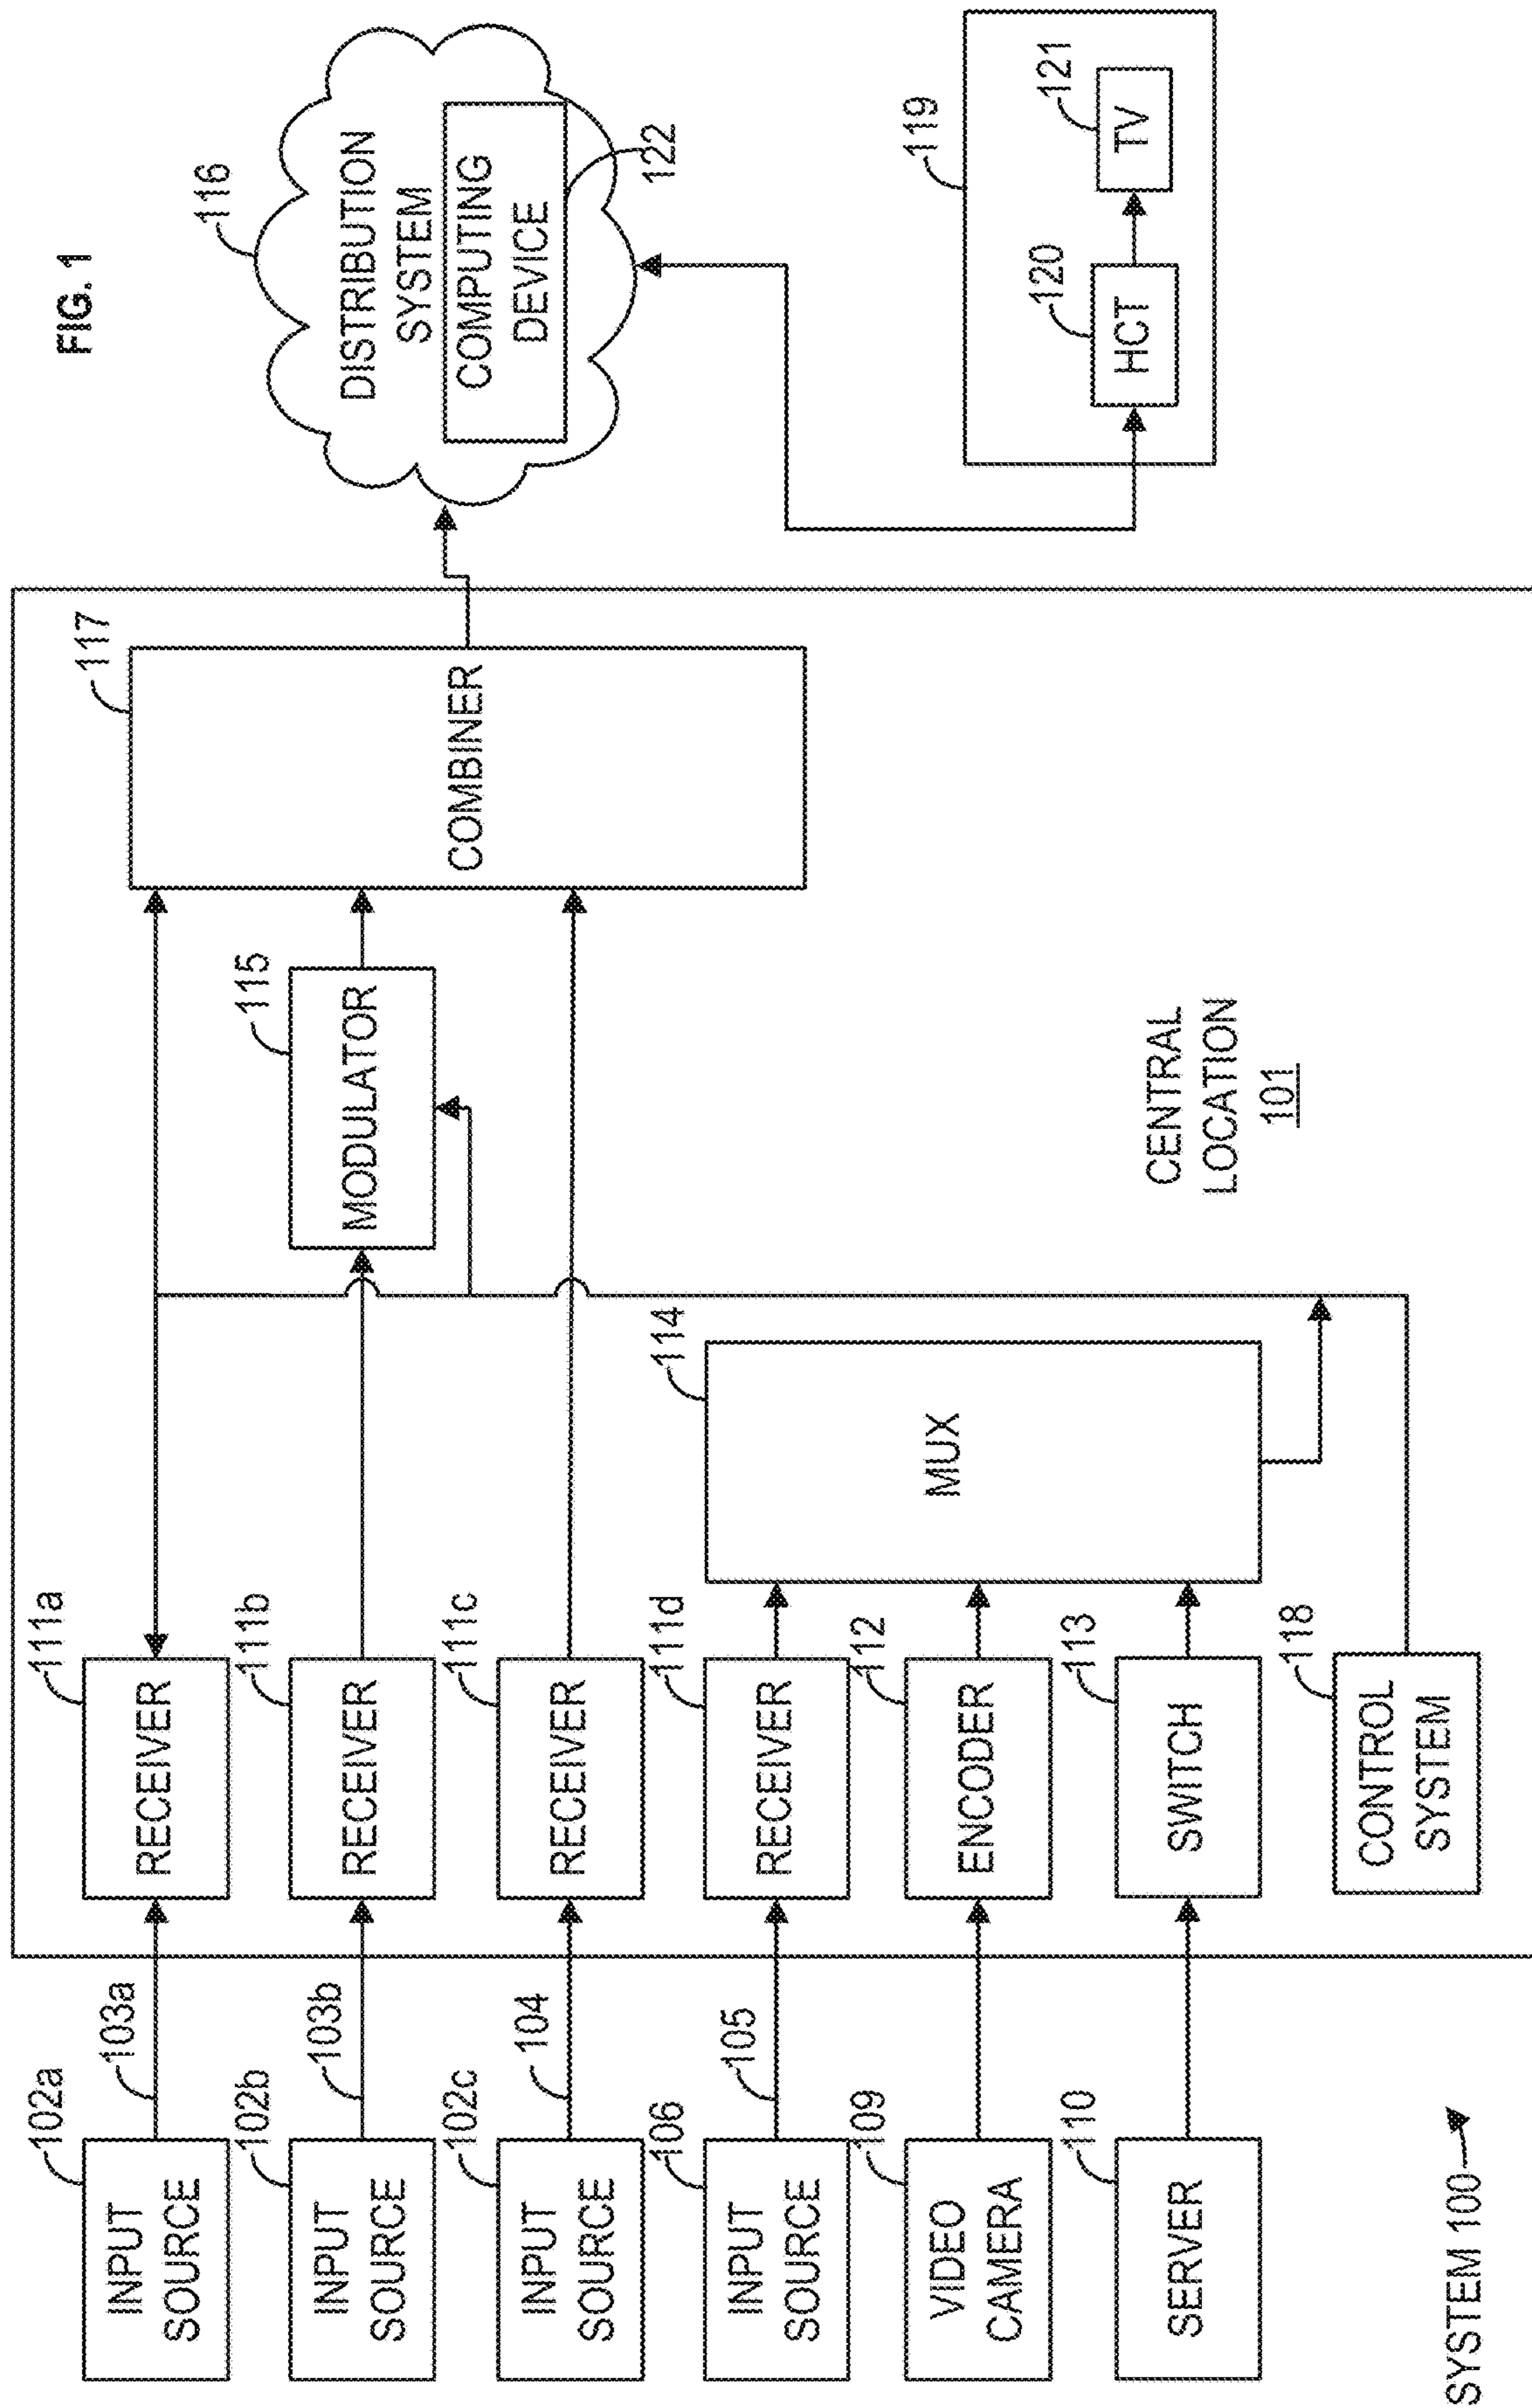 FIG. 1
102a
INPUT
SOURCE
103a
111a
RECEIVER
117
COMBINER
116
DISTRIBUTION
SYSTEM
COMPUTING
DEVICE
122
102b
INPUT
SOURCE
103b
111b
RECEIVER
115
MODULATOR
102c
INPUT
SOURCE
104
111c
RECEIVER
106
INPUT
SOURCE
105
111d
RECEIVER
114
MUX
109
VIDEO
CAMERA
112
ENCODER
110
SERVER
113
SWITCH
118
CONTROL
SYSTEM
CENTRAL
LOCATION
101
119
120
HCT
121
TV
SYSTEM 100